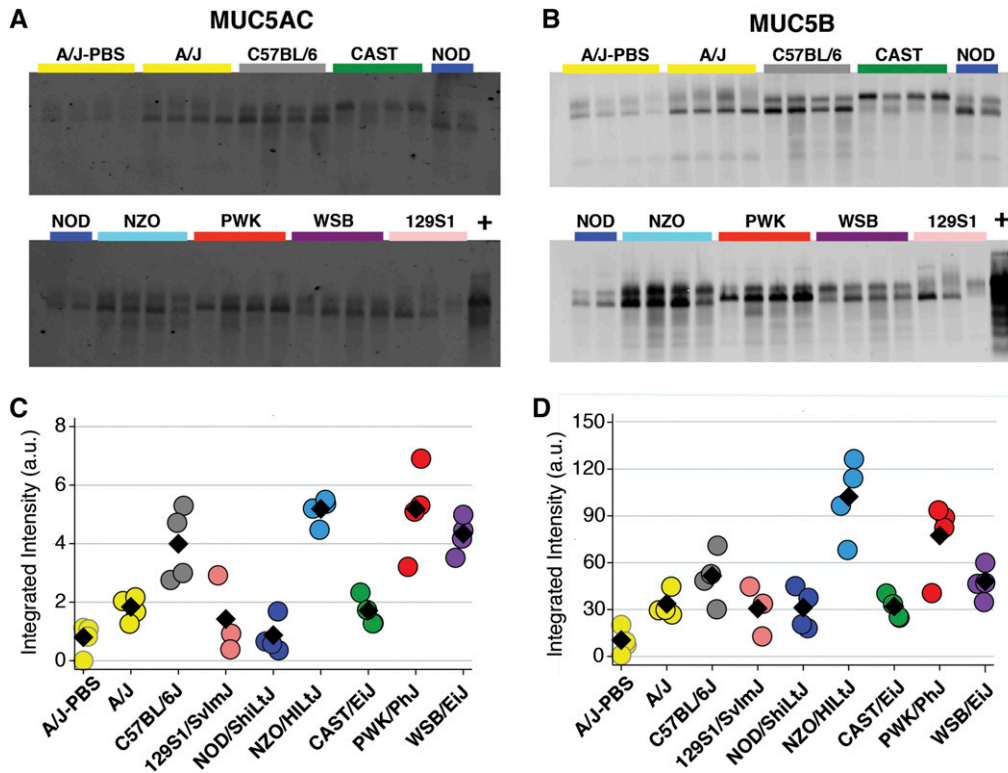 A
MUC5AC
A/J-PBS A/J C57BL/6 CAST NOD
NOD NZO PWK WSB 129S1 +
B
MUC5B
A/J-PBS A/J C57BL/6 CAST NOD
NOD NZO PWK WSB 129S1 +
C
Integrated Intensity (a.u.)
8
6
4
2
0
A/J-PBS
A/J
C57BL/6J
129S1/SvImJ
NOD/ShiLtJ
NZO/HILtJ
CAST/EiJ
PWK/PhJ
WSB/EiJ
D
Integrated Intensity (a.u.)
150
120
90
60
30
0
A/J-PBS
A/J
C57BL/6J
129S1/SvImJ
NOD/ShiLtJ
NZO/HILtJ
CAST/EiJ
PWK/PhJ
WSB/EiJ